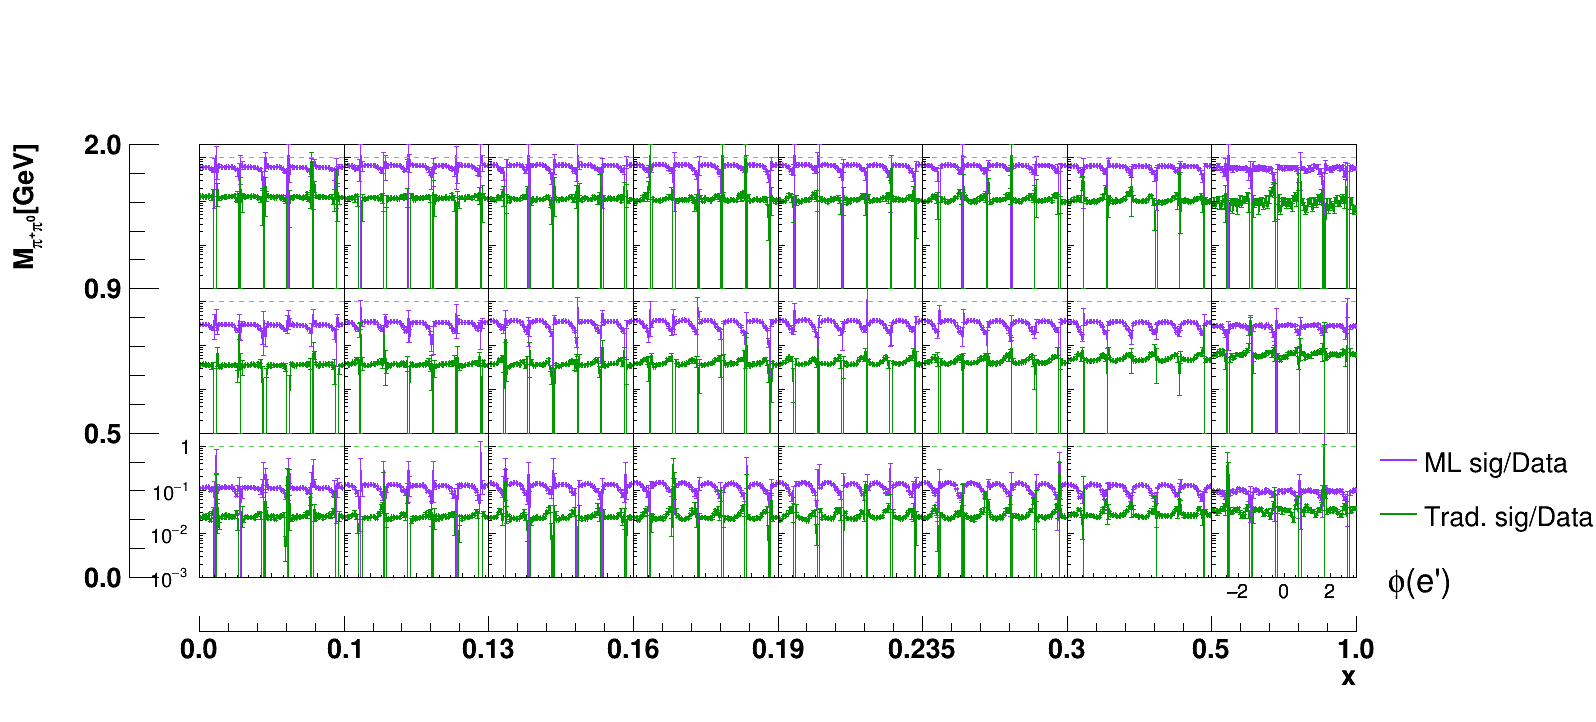 2.0
M_{π⁺π⁰}[GeV]
0.9
0.5
1
10⁻¹
10⁻²
10⁻³
0.0
ML sig/Data
Trad. sig/Data
−2 0 2
ϕ(e')
0.0 0.1 0.13 0.16 0.19 0.235 0.3 0.5 1.0
x